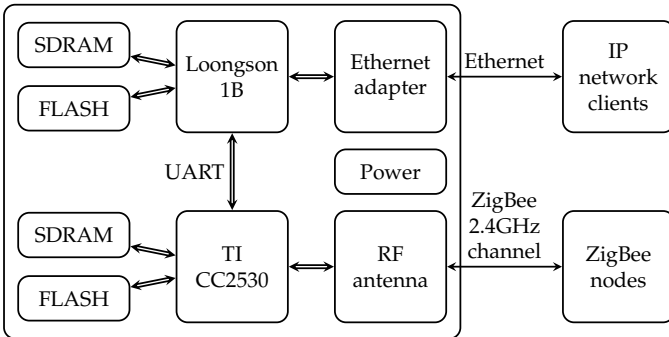 SDRAM
FLASH
Loongson
1B
Ethernet
adapter
Ethernet
IP
network
clients
UART
Power
SDRAM
FLASH
TI
CC2530
RF
antenna
ZigBee
2.4GHz
channel
ZigBee
nodes